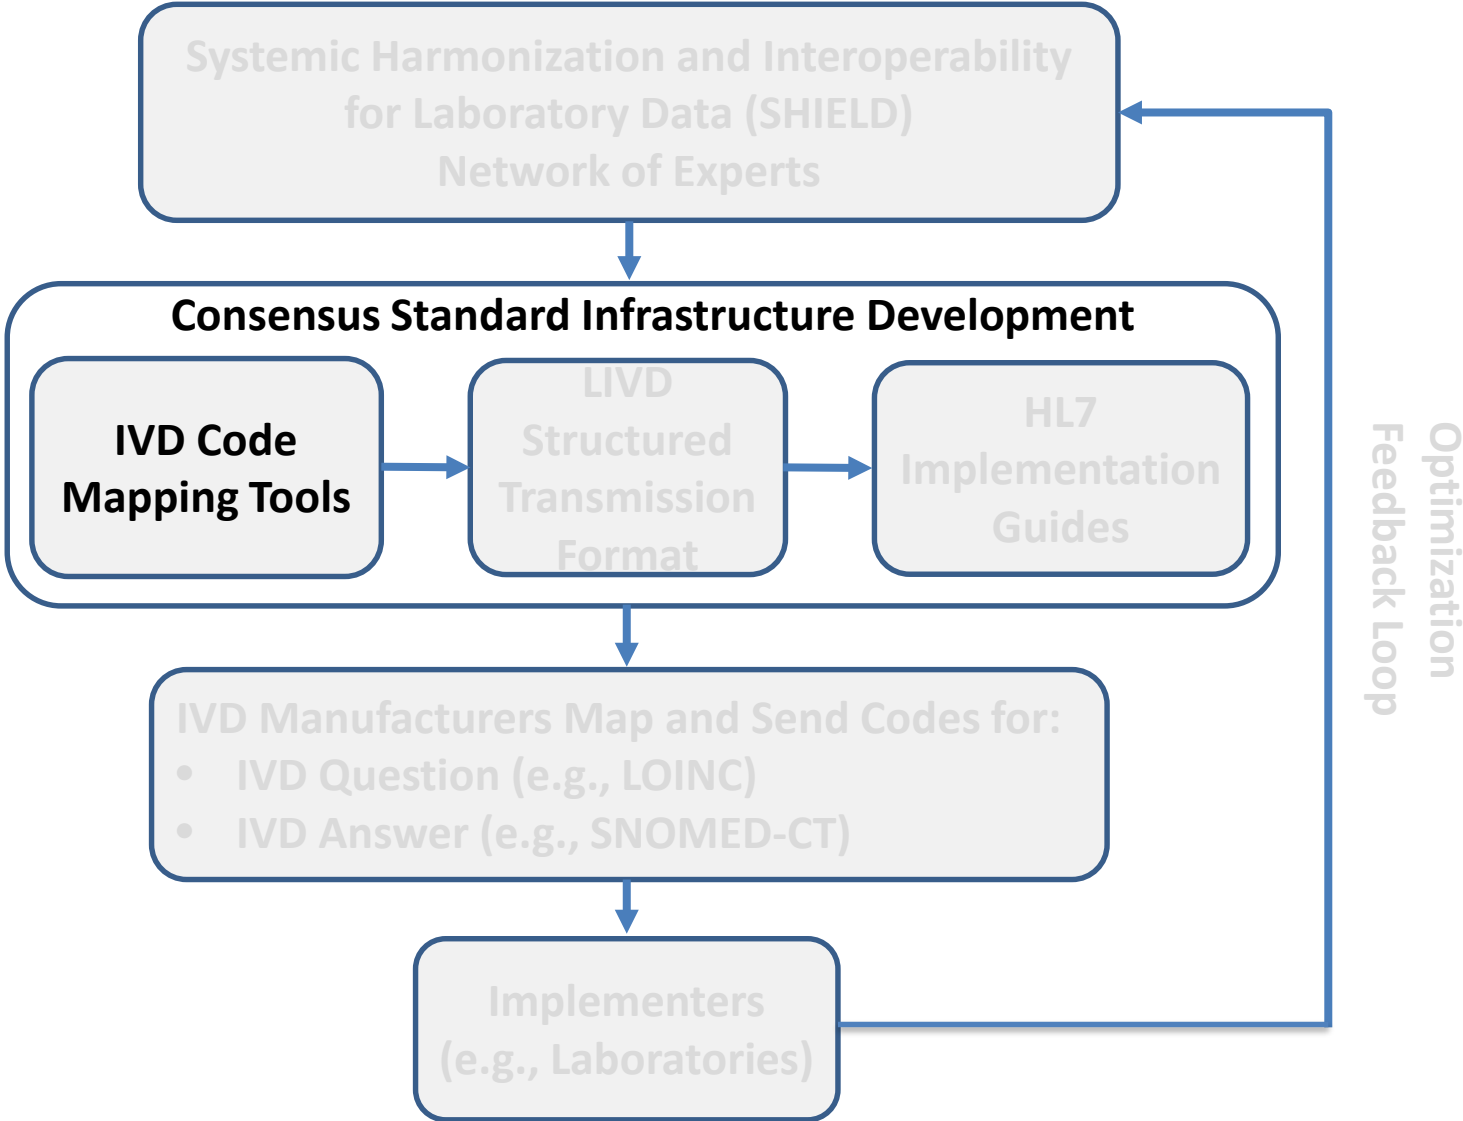 Systemic Harmonization and Interoperability
for Laboratory Data (SHIELD)
Network of Experts
Consensus Standard Infrastructure Development
IVD Code
Mapping Tools
LIVD
Structured
Transmission
Format
HL7
Implementation
Guides
Optimization
Feedback Loop
IVD Manufacturers Map and Send Codes for:
• IVD Question (e.g., LOINC)
• IVD Answer (e.g., SNOMED-CT)
Implementers
(e.g., Laboratories)